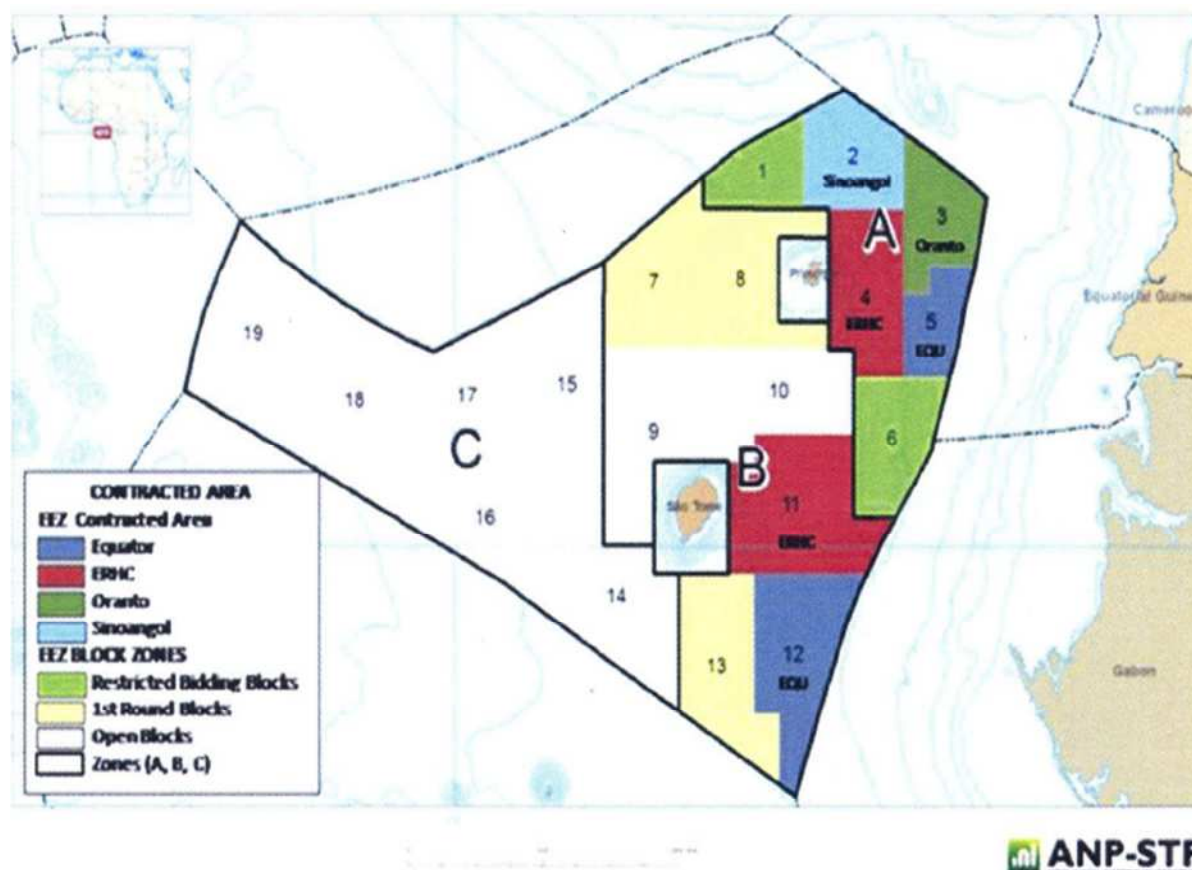 Cameroo
1
2
Sinoangol
A
3
Oranto
7
8
4
ERHC
5
EQU
Equatorial Guine
19
18
17
15
10
C
9
6
B
São Tomé
11
ERHC
16
14
13
12
EQU
Gabon
CONTRACTED AREA
EEZ Contracted Area
Equator
ERHC
Oranto
Sinoangol
EEZ BLOCK ZONES
Restricted Bidding Blocks
1st Round Blocks
Open Blocks
Zones (A, B, C)
ANP-STP